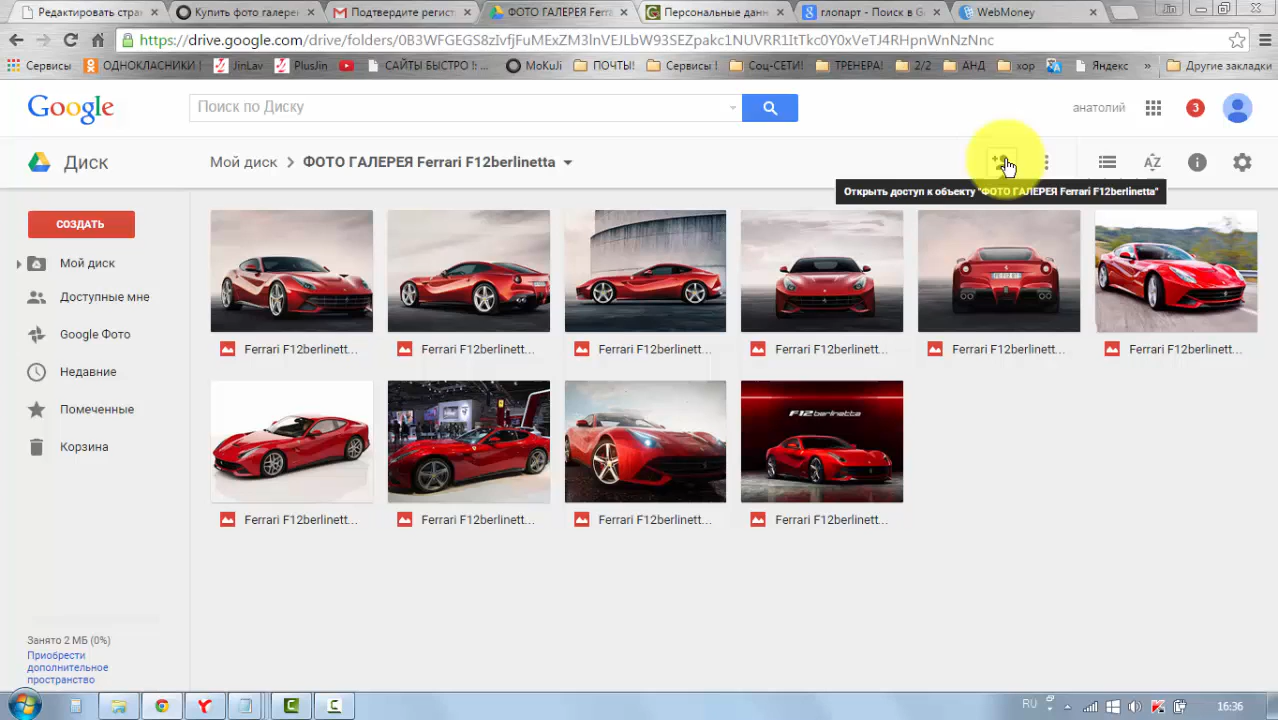 Редактировать стран
Купить фото галере
Подтвердите регист
ФОТО ГАЛЕРЕЯ Ferra
Персональные данн
глопарт - Поиск в G
WebMoney
https://drive.google.com/drive/folders/0B3WFGEGS8zIvfjFuMExZM3lnVEJLbW93SEZpakc1NUVRR1ItTkc0Y0xVeTJ4RHpnWnNzNnc
Сервисы
ОДНОКЛАСНИКИ
JinLav
PlusJin
САЙТЫ БЫСТРО !:...
MoKuJi
ПОЧТЫ!
Сервисы !
Соц-СЕТИ!
ТРЕНЕРА!
2/2
АНД
хор
Яндекс
»
Другие закладки
Google
Поиск по Диску
анатолий
3
Диск
Мой диск
ФОТО ГАЛЕРЕЯ Ferrari F12berlinetta
AZ
Открыть доступ к объекту "ФОТО ГАЛЕРЕЯ Ferrari F12berlinetta"
СОЗДАТЬ
Мой диск
Доступные мне
Google Фото
Недавние
Помеченные
Корзина
Ferrari F12berlinett...
Ferrari F12berlinett...
Ferrari F12berlinett...
Ferrari F12berlinett...
Ferrari F12berlinett...
Ferrari F12berlinett...
F12berlinetta
Ferrari F12berlinett...
Ferrari F12berlinett...
Ferrari F12berlinett...
Ferrari F12berlinett...
Занято 2 МБ (0%)
Приобрести
дополнительное
пространство
RU
16:36